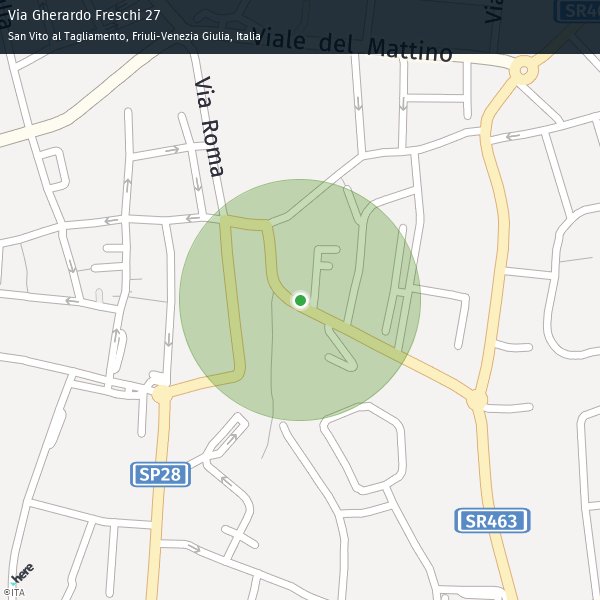 Via Gherardo Freschi 27
San Vito al Tagliamento, Friuli-Venezia Giulia, Italia
Viale del Mattino
Via
Via Roma
SP28
SR463
here
©ITA